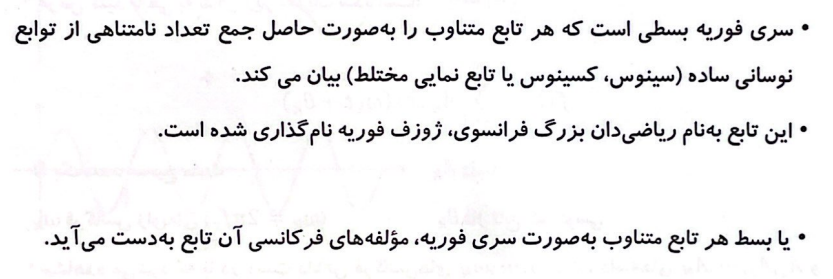 • سری فوریه بسطی است که هر تابع متناوب را به‌صورت حاصل جمع تعداد نامتناهی از توابع
نوسانی ساده (سینوس، کسینوس یا تابع نمایی مختلط) بیان می کند.
• این تابع به‌نام ریاضی‌دان بزرگ فرانسوی، ژوزف فوریه نام‌گذاری شده است.
• یا بسط هر تابع متناوب به‌صورت سری فوریه، مؤلفه‌های فرکانسی آن تابع به‌دست می‌آید.